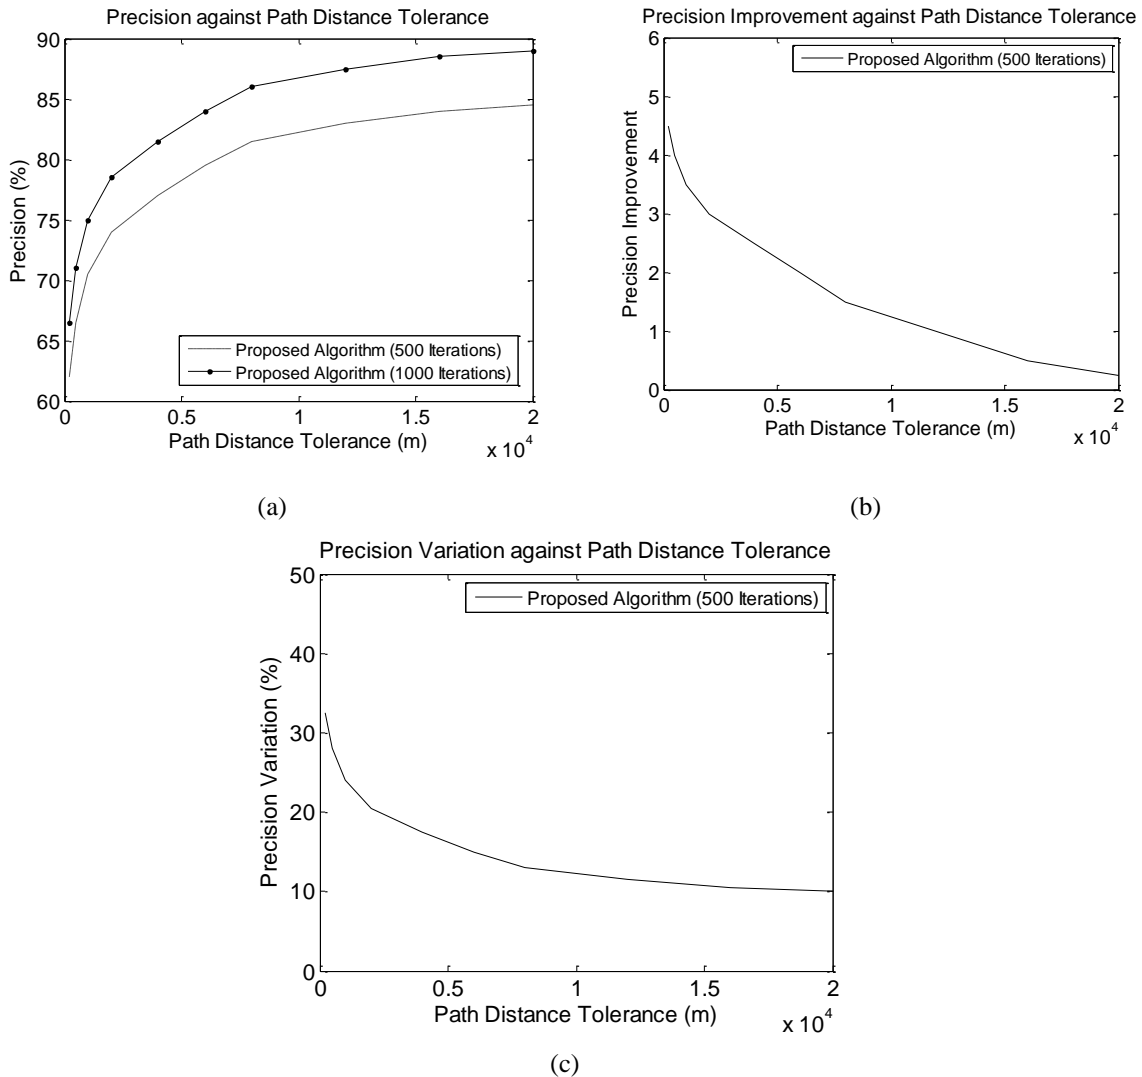 Precision against Path Distance Tolerance
90
85
80
75
70
65
60
Precision (%)
Proposed Algorithm (500 Iterations)
Proposed Algorithm (1000 Iterations)
0 0.5 1 1.5 2
Path Distance Tolerance (m)
x 10^4
(a)
Precision Improvement against Path Distance Tolerance
6
5
4
3
2
1
0
Precision Improvement
Proposed Algorithm (500 Iterations)
0 0.5 1 1.5 2
Path Distance Tolerance (m)
x 10^4
(b)
Precision Variation against Path Distance Tolerance
50
40
30
20
10
0
Precision Variation (%)
Proposed Algorithm (500 Iterations)
0 0.5 1 1.5 2
Path Distance Tolerance (m)
x 10^4
(c)